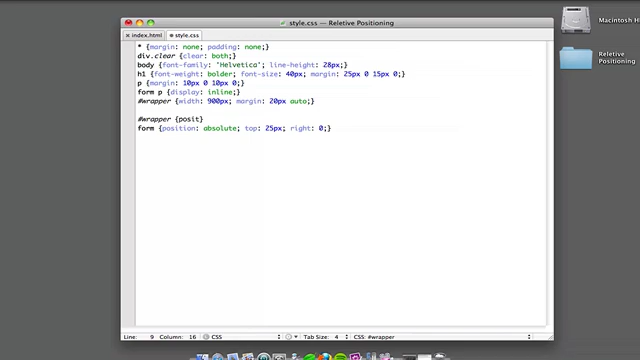 style.css — Reletive Positioning
Macintosh H
index.html
style.css
Reletive
Positioning
* {margin: none; padding: none;}
div.clear {clear: both;}
body {font-family: "Helvetica"; line-height: 28px;}
h1 {font-weight: bolder; font-size: 40px; margin: 25px 0 15px 0;}
p {margin: 10px 0 10px 0;}
form p {display: inline;}
#wrapper {width: 900px; margin: 20px auto;}
#wrapper {posit}
form {position: absolute; top: 25px; right: 0;}
Line: 9 Column: 16 CSS Tab Size: 4 CSS: #wrapper